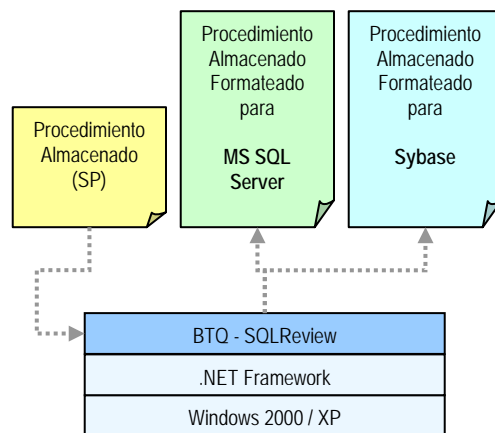 Procedimiento
Almacenado
(SP)
Procedimiento
Almacenado
Formateado
para
MS SQL
Server
Procedimiento
Almacenado
Formateado
para
Sybase
BTQ - SQLReview
.NET Framework
Windows 2000 / XP